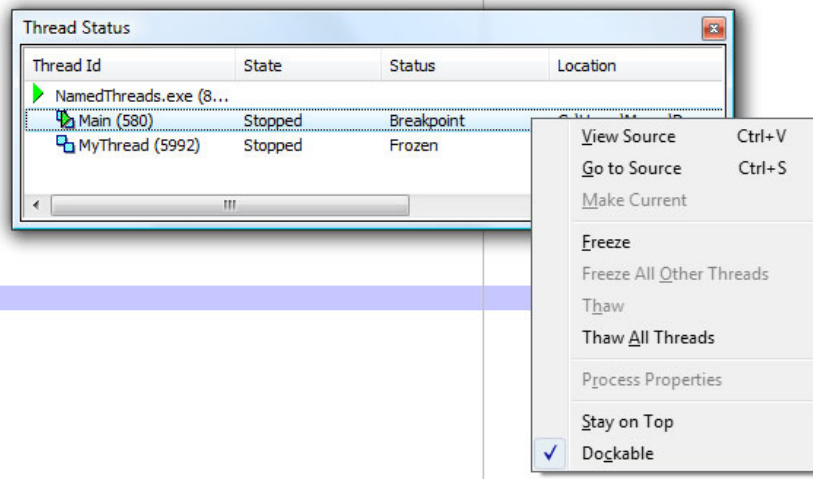 Thread Status
Thread Id State Status Location
NamedThreads.exe (8...
Main (580) Stopped Breakpoint
MyThread (5992) Stopped Frozen
View Source Ctrl+V
Go to Source Ctrl+S
Make Current
Freeze
Freeze All Other Threads
Thaw
Thaw All Threads
Process Properties
Stay on Top
Dockable